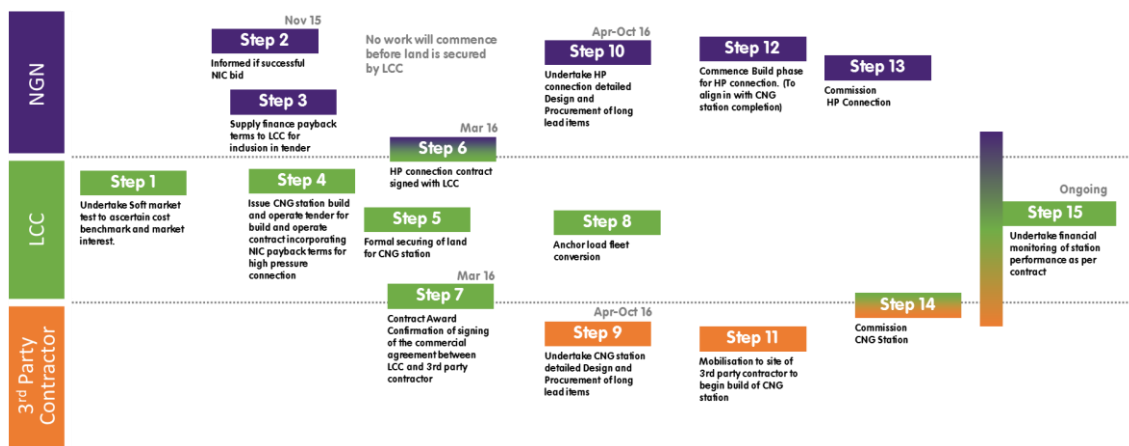 NGN
Nov 15
Step 2
Informed if successful
NIC bid
Step 3
Supply finance payback
terms to LCC for
inclusion in tender
No work will commence
before land is secured
by LCC
Mar 16
Step 6
HP connection contract
signed with LCC
Apr-Oct 16
Step 10
Undertake HP
connection detailed
Design and
Procurement of long
lead items
Step 12
Commence Build phase
for HP connection. (To
align in with CNG
station completion)
Step 13
Commission
HP Connection
LCC
Step 1
Undertake Soft market
test to ascertain cost
benchmark and market
interest.
Step 4
Issue CNG station build
and operate tender for
build and operate
contract incorporating
NIC payback terms for
high pressure
connection
Step 5
Formal securing of land
for CNG station
Mar 16
Step 7
Contract Award
Confirmation of signing
of the commercial
agreement between
LCC and 3rd party
contractor
Step 8
Anchor load fleet
conversion
Ongoing
Step 15
Undertake financial
monitoring of station
performance as per
contract
3rd Party
Contractor
Apr-Oct 16
Step 9
Undertake CNG station
detailed Design and
Procurement of long
lead items
Step 11
Mobilisation to site of
3rd party contractor to
begin build of CNG
station
Step 14
Commission
CNG Station